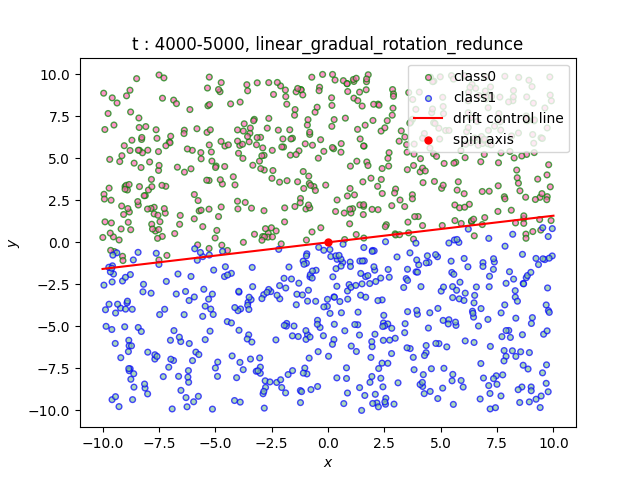 t : 4000-5000, linear_gradual_rotation_redunce
class0
class1
drift control line
spin axis
10.0
7.5
5.0
2.5
0.0
−2.5
−5.0
−7.5
−10.0
y
−10.0 −7.5 −5.0 −2.5 0.0 2.5 5.0 7.5 10.0
x